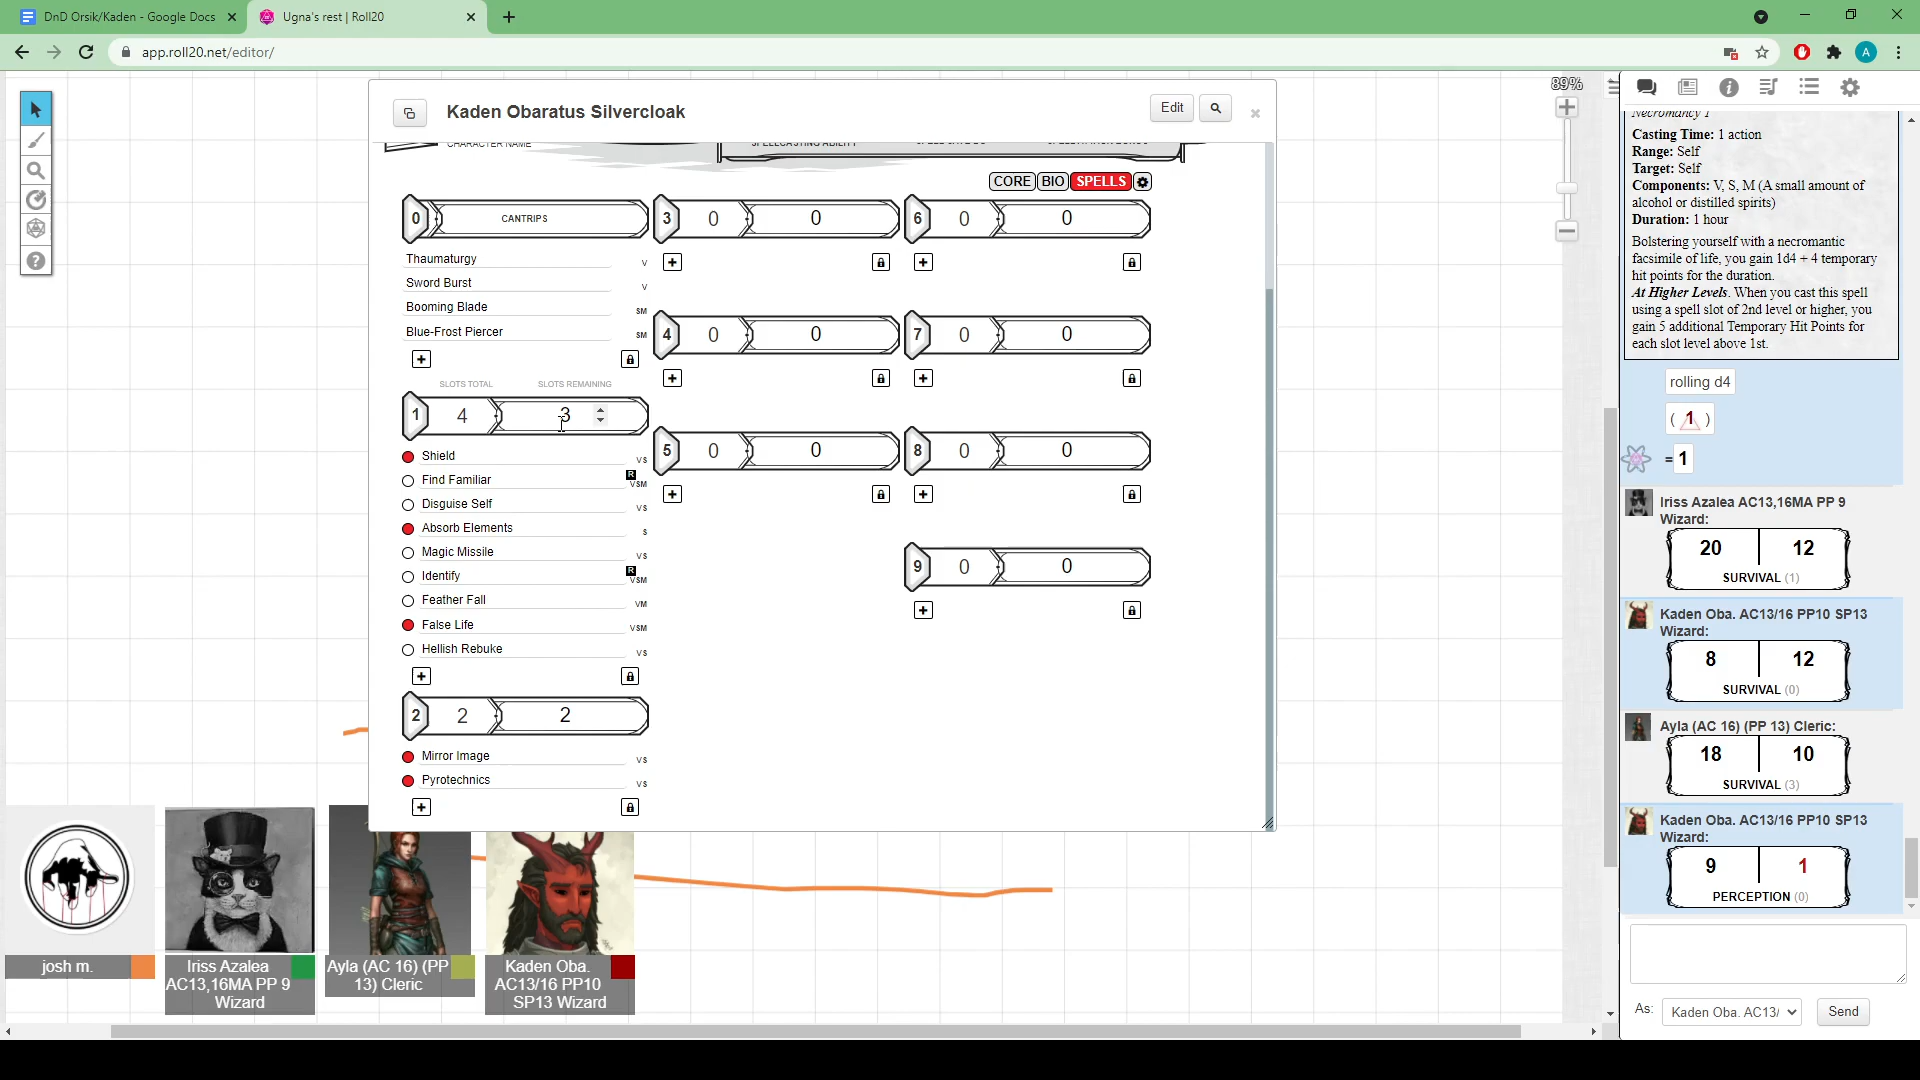 DnD Orsik/Kaden - Google Docs
Ugna's rest | Roll20
app.roll20.net/editor/
A
Kaden Obaratus Silvercloak
Edit
CHARACTER NAME
SPELLCASTING ABILITY
CORE
BIO
SPELLS
0
CANTRIPS
Thaumaturgy
V
Sword Burst
V
Booming Blade
SM
Blue-Frost Piercer
SM
SLOTS TOTAL
SLOTS REMAINING
1
4
3
Shield
VS
Find Familiar
R
VSM
Disguise Self
VS
Absorb Elements
S
Magic Missile
VS
Identify
R
VSM
Feather Fall
VM
False Life
VSM
Hellish Rebuke
VS
2
2
2
Mirror Image
VS
Pyrotechnics
VS
3
0
0
4
0
0
5
0
0
6
0
0
7
0
0
8
0
0
9
0
0
89%
josh m.
Iriss Azalea
AC13,16MA PP 9
Wizard
Ayla (AC 16) (PP
13) Cleric
Kaden Oba.
AC13/16 PP10
SP13 Wizard
Necromancy 1
Casting Time: 1 action
Range: Self
Target: Self
Components: V, S, M (A small amount of
alcohol or distilled spirits)
Duration: 1 hour
Bolstering yourself with a necromantic
facsimile of life, you gain 1d4 + 4 temporary
hit points for the duration.
At Higher Levels. When you cast this spell
using a spell slot of 2nd level or higher, you
gain 5 additional Temporary Hit Points for
each slot level above 1st.
rolling d4
( 1 )
=1
Iriss Azalea AC13,16MA PP 9
Wizard:
20
12
SURVIVAL (1)
Kaden Oba. AC13/16 PP10 SP13
Wizard:
8
12
SURVIVAL (0)
Ayla (AC 16) (PP 13) Cleric:
18
10
SURVIVAL (3)
Kaden Oba. AC13/16 PP10 SP13
Wizard:
9
1
PERCEPTION (0)
As:
Kaden Oba. AC13/
Send